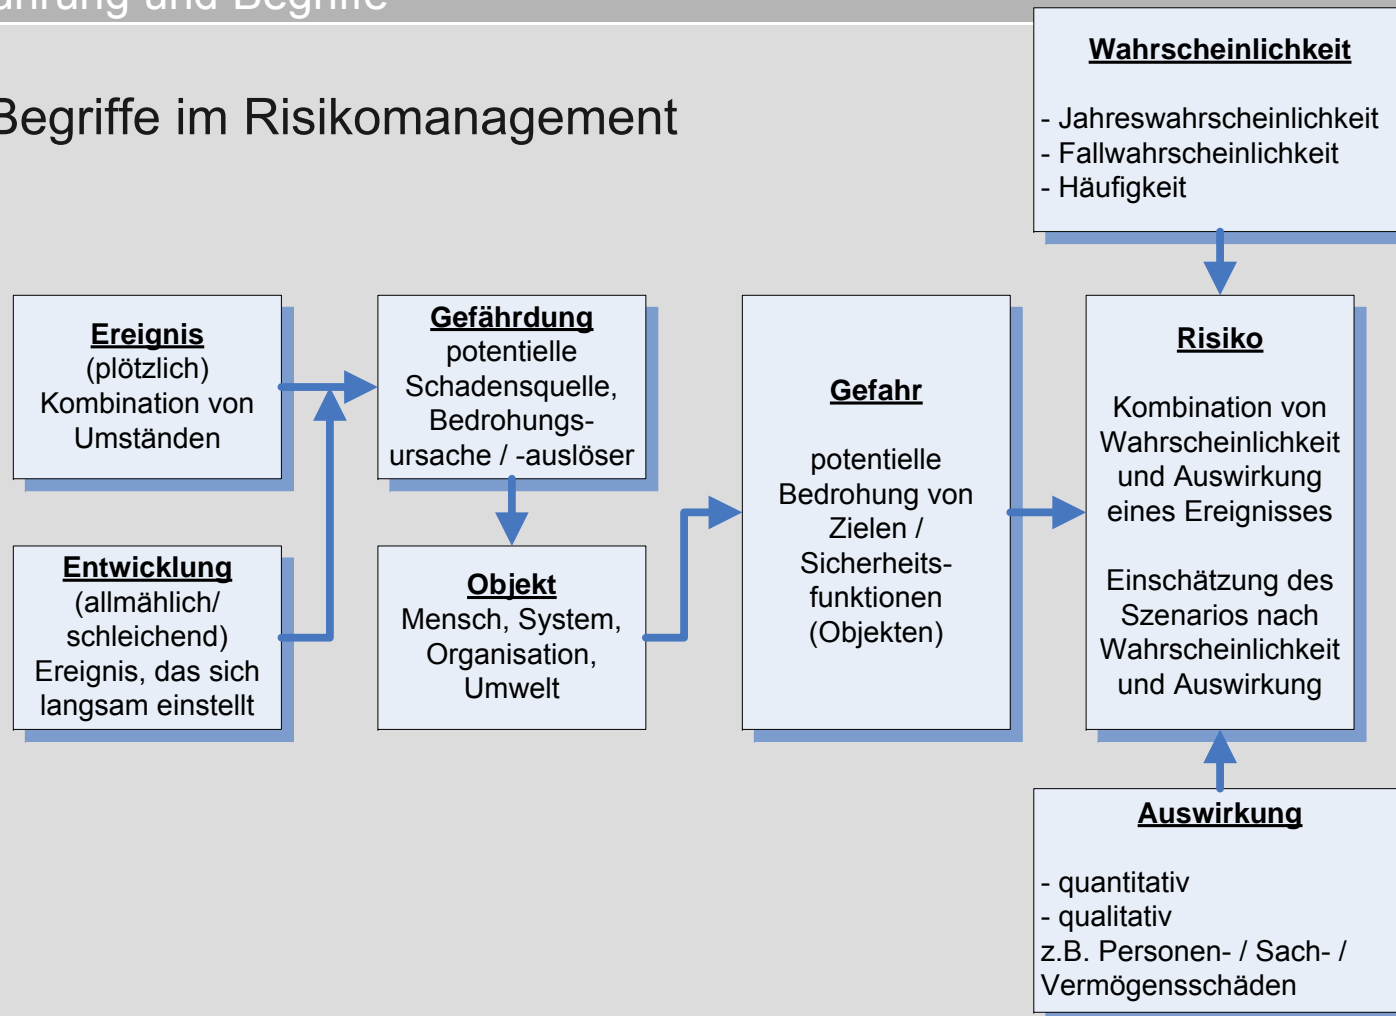 und Begriffe
Begriffe im Risikomanagement
Wahrscheinlichkeit
- Jahreswahrscheinlichkeit
- Fallwahrscheinlichkeit
- Häufigkeit
Ereignis
(plötzlich)
Kombination von
Umständen
Gefährdung
potentielle
Schadensquelle,
Bedrohungs-
ursache / -auslöser
Entwicklung
(allmählich/
schleichend)
Ereignis, das sich
langsam einstellt
Objekt
Mensch, System,
Organisation,
Umwelt
Gefahr
potentielle
Bedrohung von
Zielen /
Sicherheits-
funktionen
(Objekten)
Risiko
Kombination von
Wahrscheinlichkeit
und Auswirkung
eines Ereignisses
Einschätzung des
Szenarios nach
Wahrscheinlichkeit
und Auswirkung
Auswirkung
- quantitativ
- qualitativ
z.B. Personen- / Sach- /
Vermögensschäden